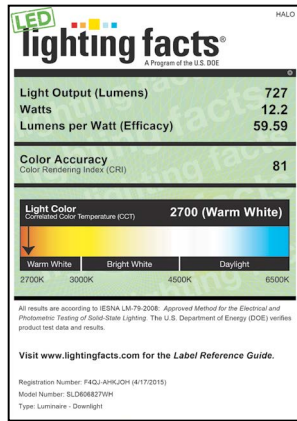 HALO
LED
lighting facts®
A Program of the U.S. DOE
Light Output (Lumens) 727
Watts 12.2
Lumens per Watt (Efficacy) 59.59
Color Accuracy
Color Rendering Index (CRI) 81
Light Color
Correlated Color Temperature (CCT) 2700 (Warm White)
Warm White Bright White Daylight
2700K 3000K 4500K 6500K
All results are according to IESNA LM-79-2008: Approved Method for the Electrical and
Photometric Testing of Solid-State Lighting. The U.S. Department of Energy (DOE) verifies
product test data and results.
Visit www.lightingfacts.com for the Label Reference Guide.
Registration Number: F4QJ-AHKJOH (4/17/2015)
Model Number: SLD606827WH
Type: Luminaire - Downlight